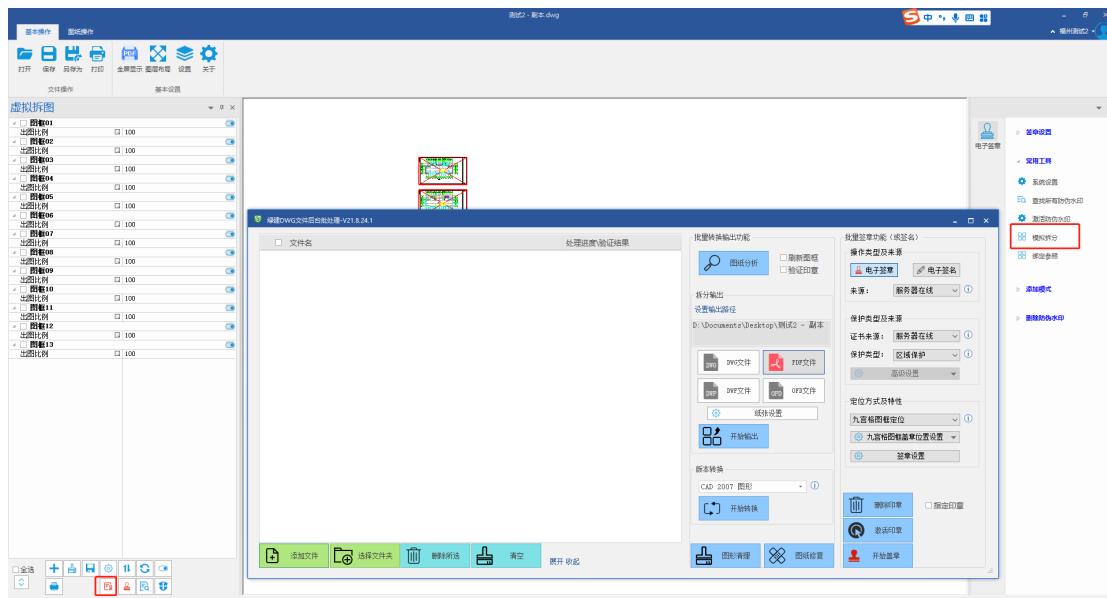 测试2 - 副本.dwg
中
福州测试2
基本操作
图纸操作
打开
保存
另存为
打印
全屏显示
图层布局
设置
关于
文件操作
基本设置
虚拟拆图
图框01
出图比例
100
图框02
出图比例
100
图框03
出图比例
100
图框04
出图比例
100
图框05
出图比例
100
图框06
出图比例
100
图框07
出图比例
100
图框08
出图比例
100
图框09
出图比例
100
图框10
出图比例
100
图框11
出图比例
100
图框12
出图比例
100
图框13
出图比例
100
全选
电子签章
签章设置
常用工具
系统设置
查找所有防伪水印
激活防伪水印
模拟拆分
绑定参照
添加模式
删除防伪水印
绿建DWG文件后台批处理-V21.8.24.1
文件名
处理进度\验证结果
添加文件
选择文件夹
删除所选
清空
展开 收起
批量转换输出功能
图纸分析
刷新图框
验证印章
拆分输出
设置输出路径
D:\Documents\Desktop\测试2 - 副本
DWG文件
PDF文件
DWF文件
OFD文件
纸张设置
开始输出
版本转换
CAD 2007 图形
开始转换
图形清理
图纸修复
批量签章功能（或签名）
操作类型及来源
电子签章
电子签名
来源：
服务器在线
保护类型及来源
证书来源：
服务器在线
保护类型：
区域保护
高级设置
定位方式及特性
九宫格图框定位
九宫格图框盖章位置设置
签章设置
删除印章
指定印章
激活印章
开始盖章